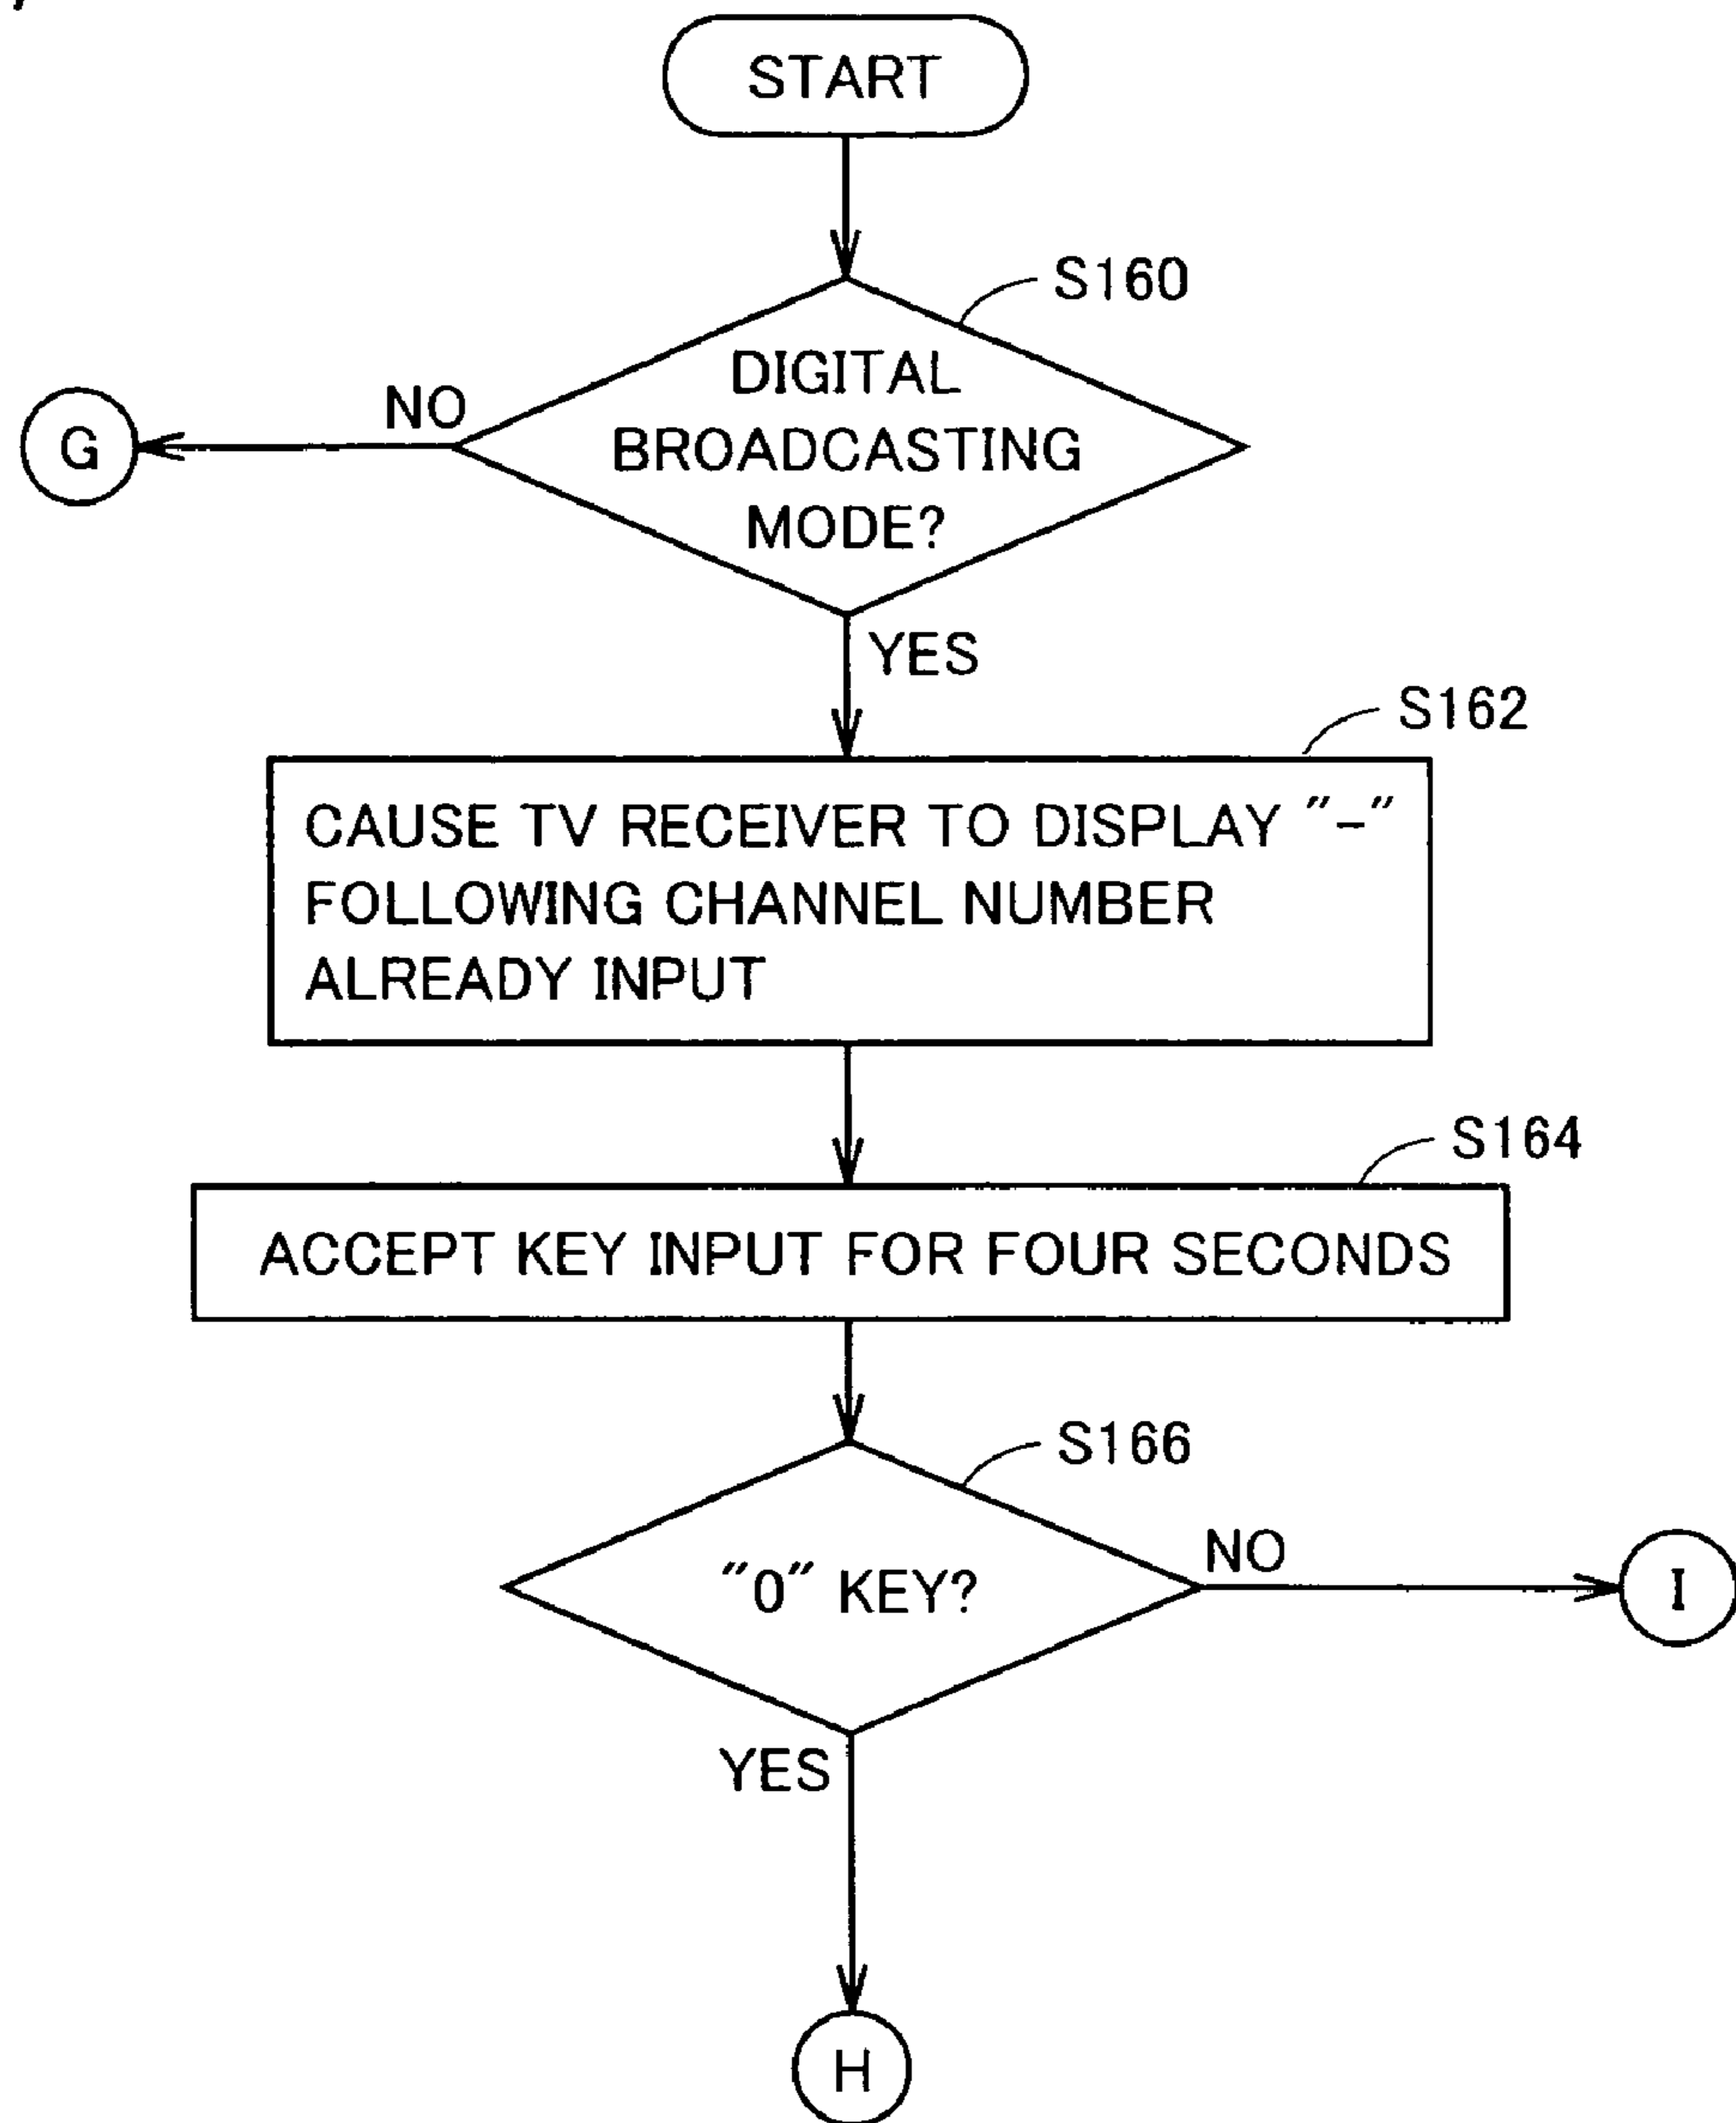 START
S160
DIGITAL
BROADCASTING
MODE?
NO
G
YES
S162
CAUSE TV RECEIVER TO DISPLAY "-"
FOLLOWING CHANNEL NUMBER
ALREADY INPUT
S164
ACCEPT KEY INPUT FOR FOUR SECONDS
S166
"0" KEY?
NO
I
YES
H